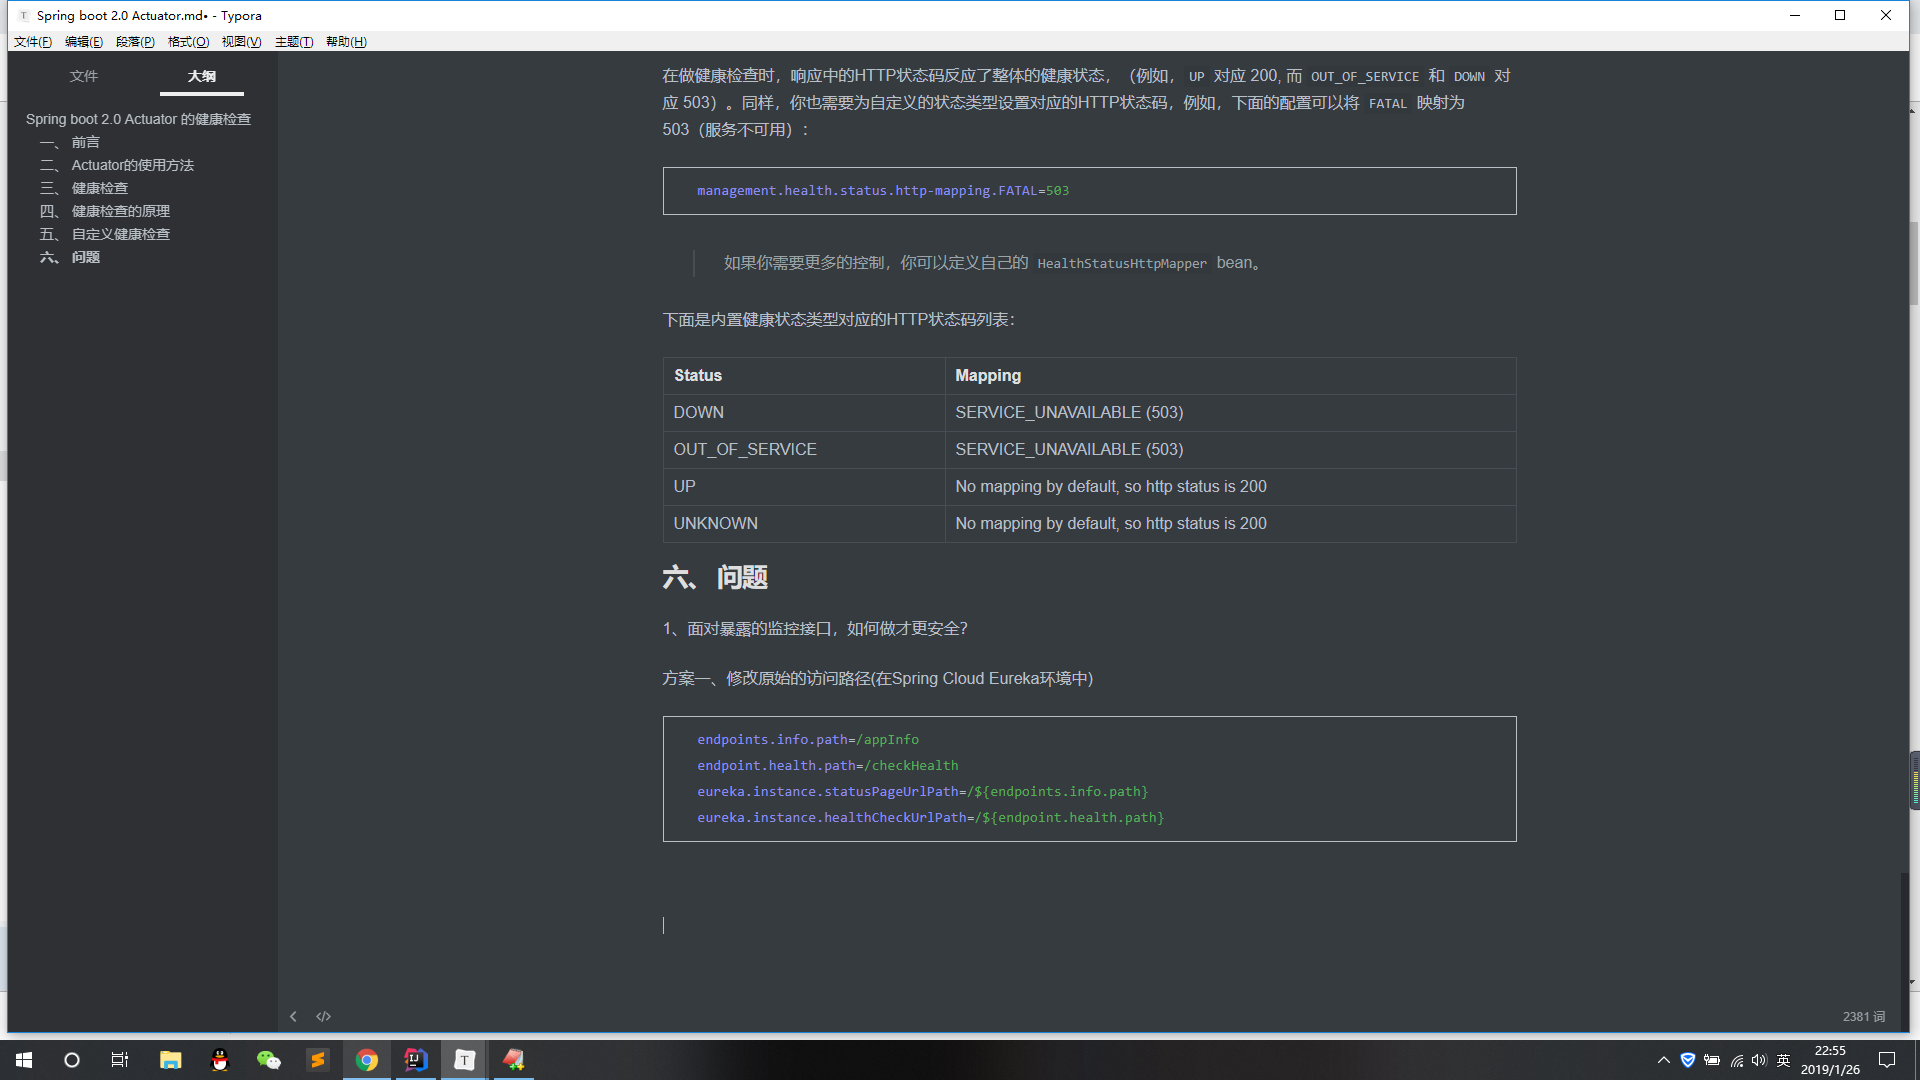 Spring boot 2.0 Actuator.md• - Typora
文件(F) 编辑(E) 段落(P) 格式(O) 视图(V) 主题(T) 帮助(H)
文件 大纲
Spring boot 2.0 Actuator 的健康检查
一、 前言
二、 Actuator的使用方法
三、 健康检查
四、 健康检查的原理
五、 自定义健康检查
六、 问题
在做健康检查时，响应中的HTTP状态码反应了整体的健康状态，（例如， UP 对应 200, 而 OUT_OF_SERVICE 和 DOWN 对
应 503）。同样，你也需要为自定义的状态类型设置对应的HTTP状态码，例如，下面的配置可以将 FATAL 映射为
503（服务不可用）：
management.health.status.http-mapping.FATAL=503
如果你需要更多的控制，你可以定义自己的 HealthStatusHttpMapper bean。
下面是内置健康状态类型对应的HTTP状态码列表：
Status Mapping
DOWN SERVICE_UNAVAILABLE (503)
OUT_OF_SERVICE SERVICE_UNAVAILABLE (503)
UP No mapping by default, so http status is 200
UNKNOWN No mapping by default, so http status is 200
六、 问题
1、面对暴露的监控接口，如何做才更安全？
方案一、修改原始的访问路径(在Spring Cloud Eureka环境中)
endpoints.info.path=/appInfo
endpoint.health.path=/checkHealth
eureka.instance.statusPageUrlPath=/${endpoints.info.path}
eureka.instance.healthCheckUrlPath=/${endpoint.health.path}
2381 词
英
22:55
2019/1/26